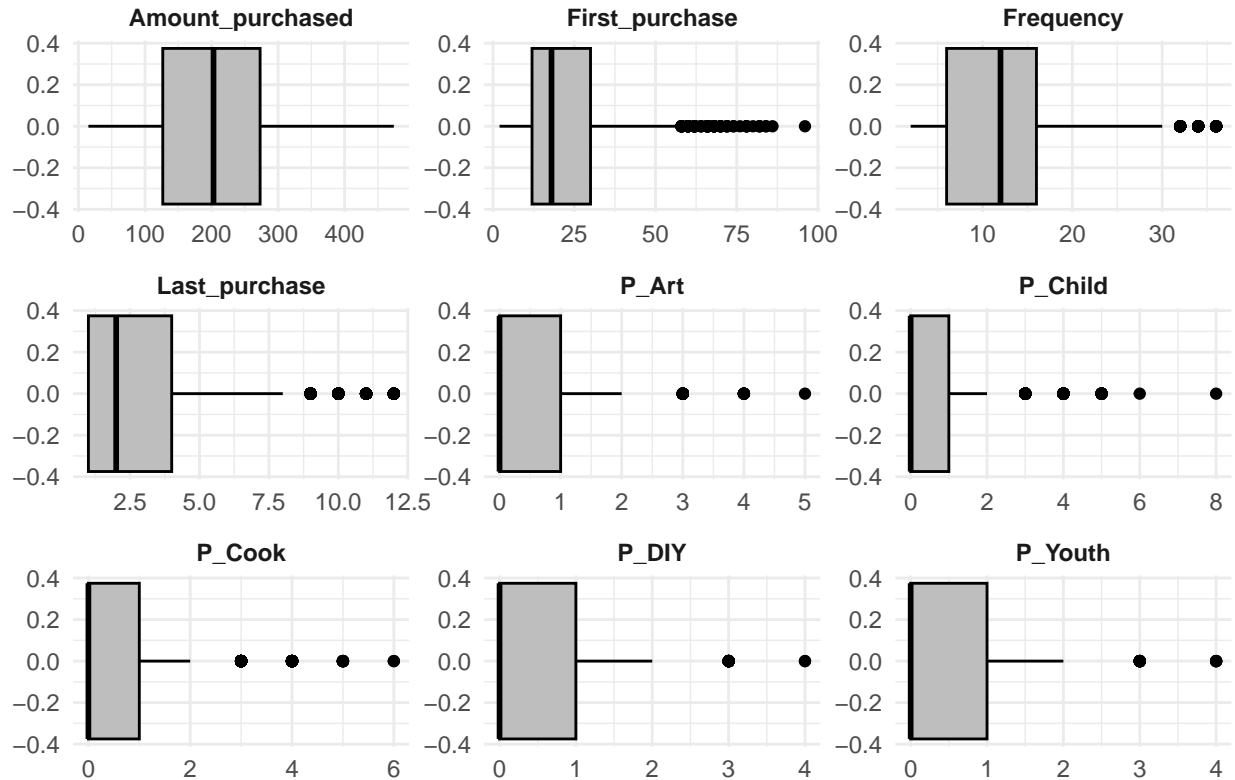 Amount_purchased First_purchase Frequency
0.4 0.4 0.4
0.2 0.2 0.2
0.0 0.0 0.0
−0.2 −0.2 −0.2
−0.4 −0.4 −0.4
0 100 200 300 400 0 25 50 75 100 10 20 30
Last_purchase P_Art P_Child
0.4 0.4 0.4
0.2 0.2 0.2
0.0 0.0 0.0
−0.2 −0.2 −0.2
−0.4 −0.4 −0.4
2.5 5.0 7.5 10.0 12.5 0 1 2 3 4 5 0 2 4 6 8
P_Cook P_DIY P_Youth
0.4 0.4 0.4
0.2 0.2 0.2
0.0 0.0 0.0
−0.2 −0.2 −0.2
−0.4 −0.4 −0.4
0 2 4 6 0 1 2 3 4 0 1 2 3 4